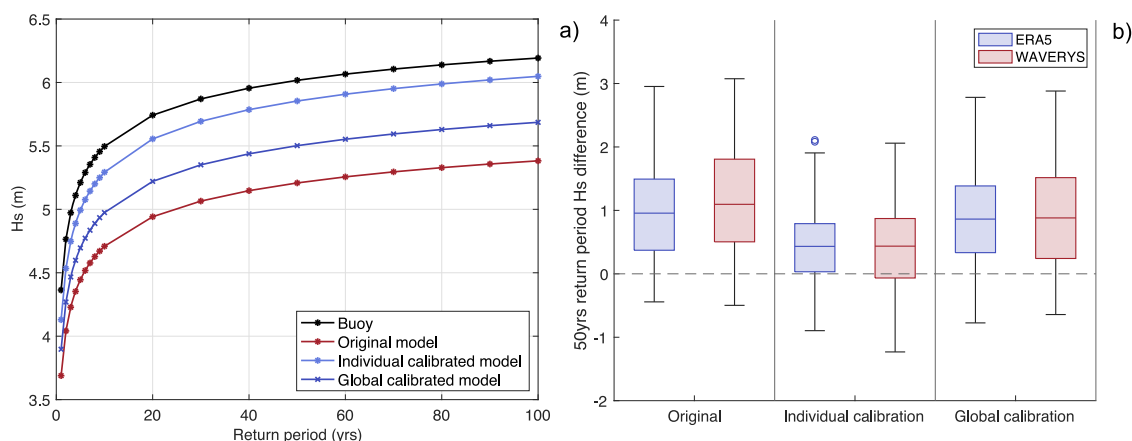 a)
6.5
6
5.5
5
4.5
4
3.5
Hs (m)
0
20
40
60
80
100
Return period (yrs)
Buoy
Original model
Individual calibrated model
Global calibrated model
b)
4
3
2
1
0
-1
-2
50yrs return period Hs difference (m)
ERA5
WAVERYS
Original
Individual calibration
Global calibration